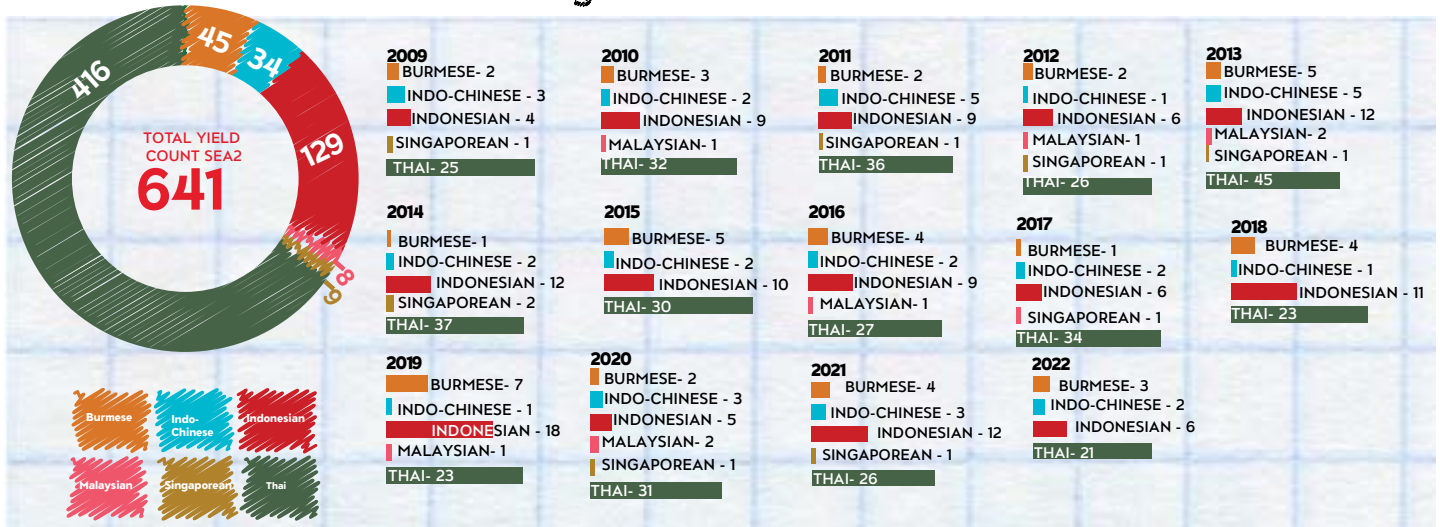 416
45
34
129
8
9
TOTAL YIELD
COUNT SEA2
641
2009
BURMESE- 2
INDO-CHINESE - 3
INDONESIAN - 4
SINGAPOREAN - 1
THAI- 25
2010
BURMESE- 3
INDO-CHINESE - 2
INDONESIAN - 9
MALAYSIAN- 1
THAI- 32
2011
BURMESE- 2
INDO-CHINESE - 5
INDONESIAN - 9
SINGAPOREAN - 1
THAI- 36
2012
BURMESE- 2
INDO-CHINESE - 1
INDONESIAN - 6
MALAYSIAN- 1
SINGAPOREAN - 1
THAI- 26
2013
BURMESE- 5
INDO-CHINESE - 5
INDONESIAN - 12
MALAYSIAN- 2
SINGAPOREAN - 1
THAI- 45
2014
BURMESE- 1
INDO-CHINESE - 2
INDONESIAN - 12
SINGAPOREAN - 2
THAI- 37
2015
BURMESE- 5
INDO-CHINESE - 2
INDONESIAN - 10
THAI- 30
2016
BURMESE- 4
INDO-CHINESE - 2
INDONESIAN - 9
MALAYSIAN- 1
THAI- 27
2017
BURMESE- 1
INDO-CHINESE - 2
INDONESIAN - 6
SINGAPOREAN - 1
THAI- 34
2018
BURMESE- 4
INDO-CHINESE - 1
INDONESIAN - 11
THAI- 23
2019
BURMESE- 7
INDO-CHINESE - 1
INDONESIAN - 18
MALAYSIAN- 1
THAI- 23
2020
BURMESE- 2
INDO-CHINESE - 3
INDONESIAN - 5
MALAYSIAN- 2
SINGAPOREAN - 1
THAI- 31
2021
BURMESE- 4
INDO-CHINESE - 3
INDONESIAN - 12
SINGAPOREAN - 1
THAI- 26
2022
BURMESE- 3
INDO-CHINESE - 2
INDONESIAN - 6
THAI- 21
Burmese
Indo-
Chinese
Indonesian
Malaysian
Singaporean
Thai